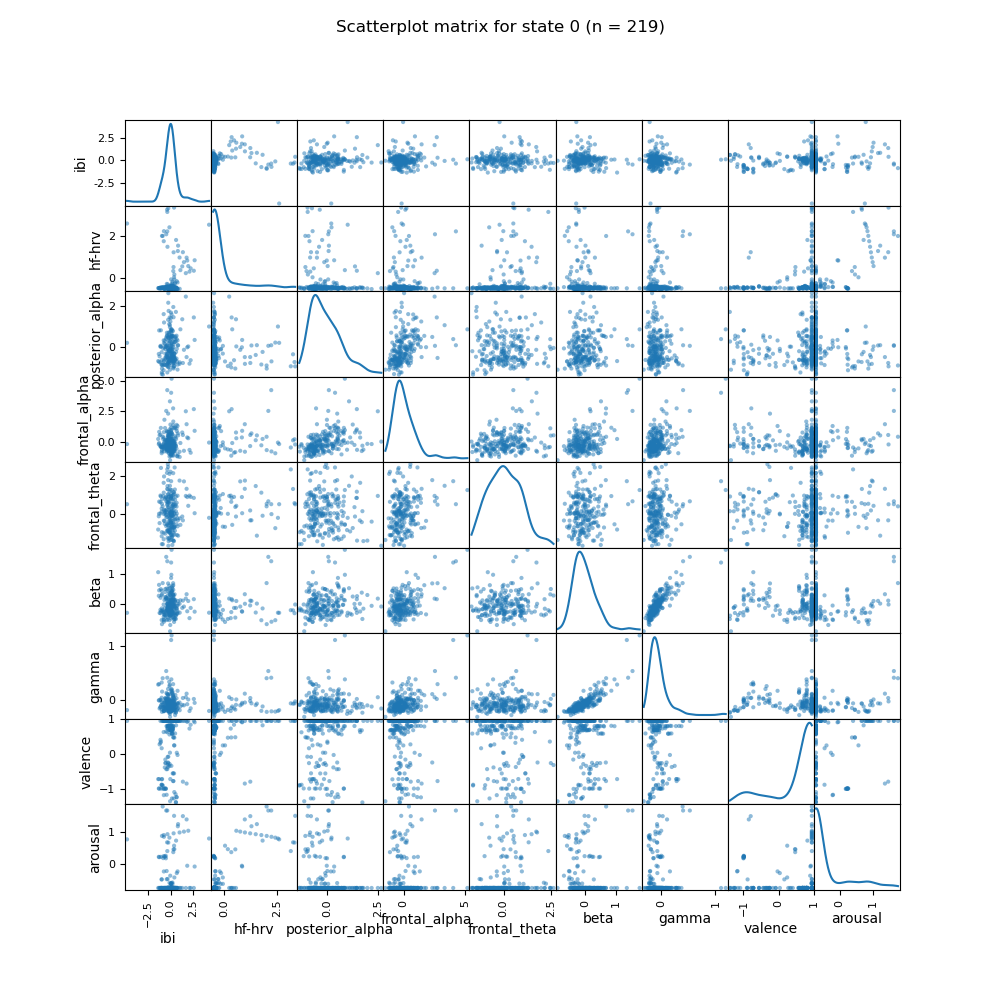 Scatterplot matrix for state 0 (n = 219)
ibi
2.5
0.0
−2.5
hf-hrv
2
0
posterior_alpha
2
0
frontal_alpha
5.0
2.5
0.0
frontal_theta
2
0
beta
1
0
gamma
1
0
valence
1
0
−1
arousal
1
0
−2.5 0.0 2.5 0.0 2.5 0.0 2.5 0 5 0.0 2.5 0 1 0 1 −1 0 1 0 1
ibi hf-hrv posterior_alpha frontal_alpha frontal_theta beta gamma valence arousal